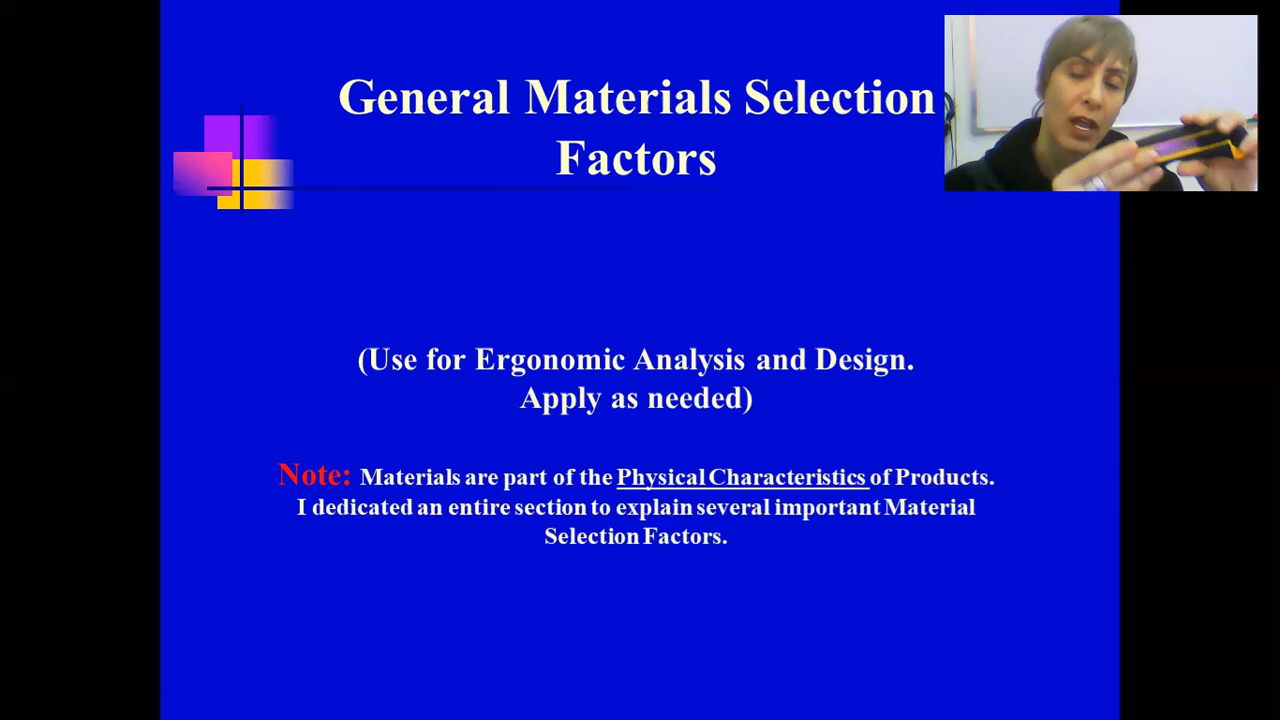 General Materials Selection
Factors
(Use for Ergonomic Analysis and Design.
Apply as needed)
Note: Materials are part of the Physical Characteristics of Products.
I dedicated an entire section to explain several important Material
Selection Factors.